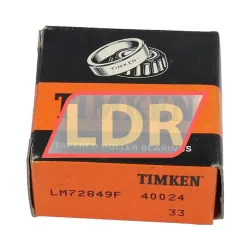 TIMKEN
LDR
TAPERED ROLLER BEARINGS
TIMKEN
LM72849F 40024
33